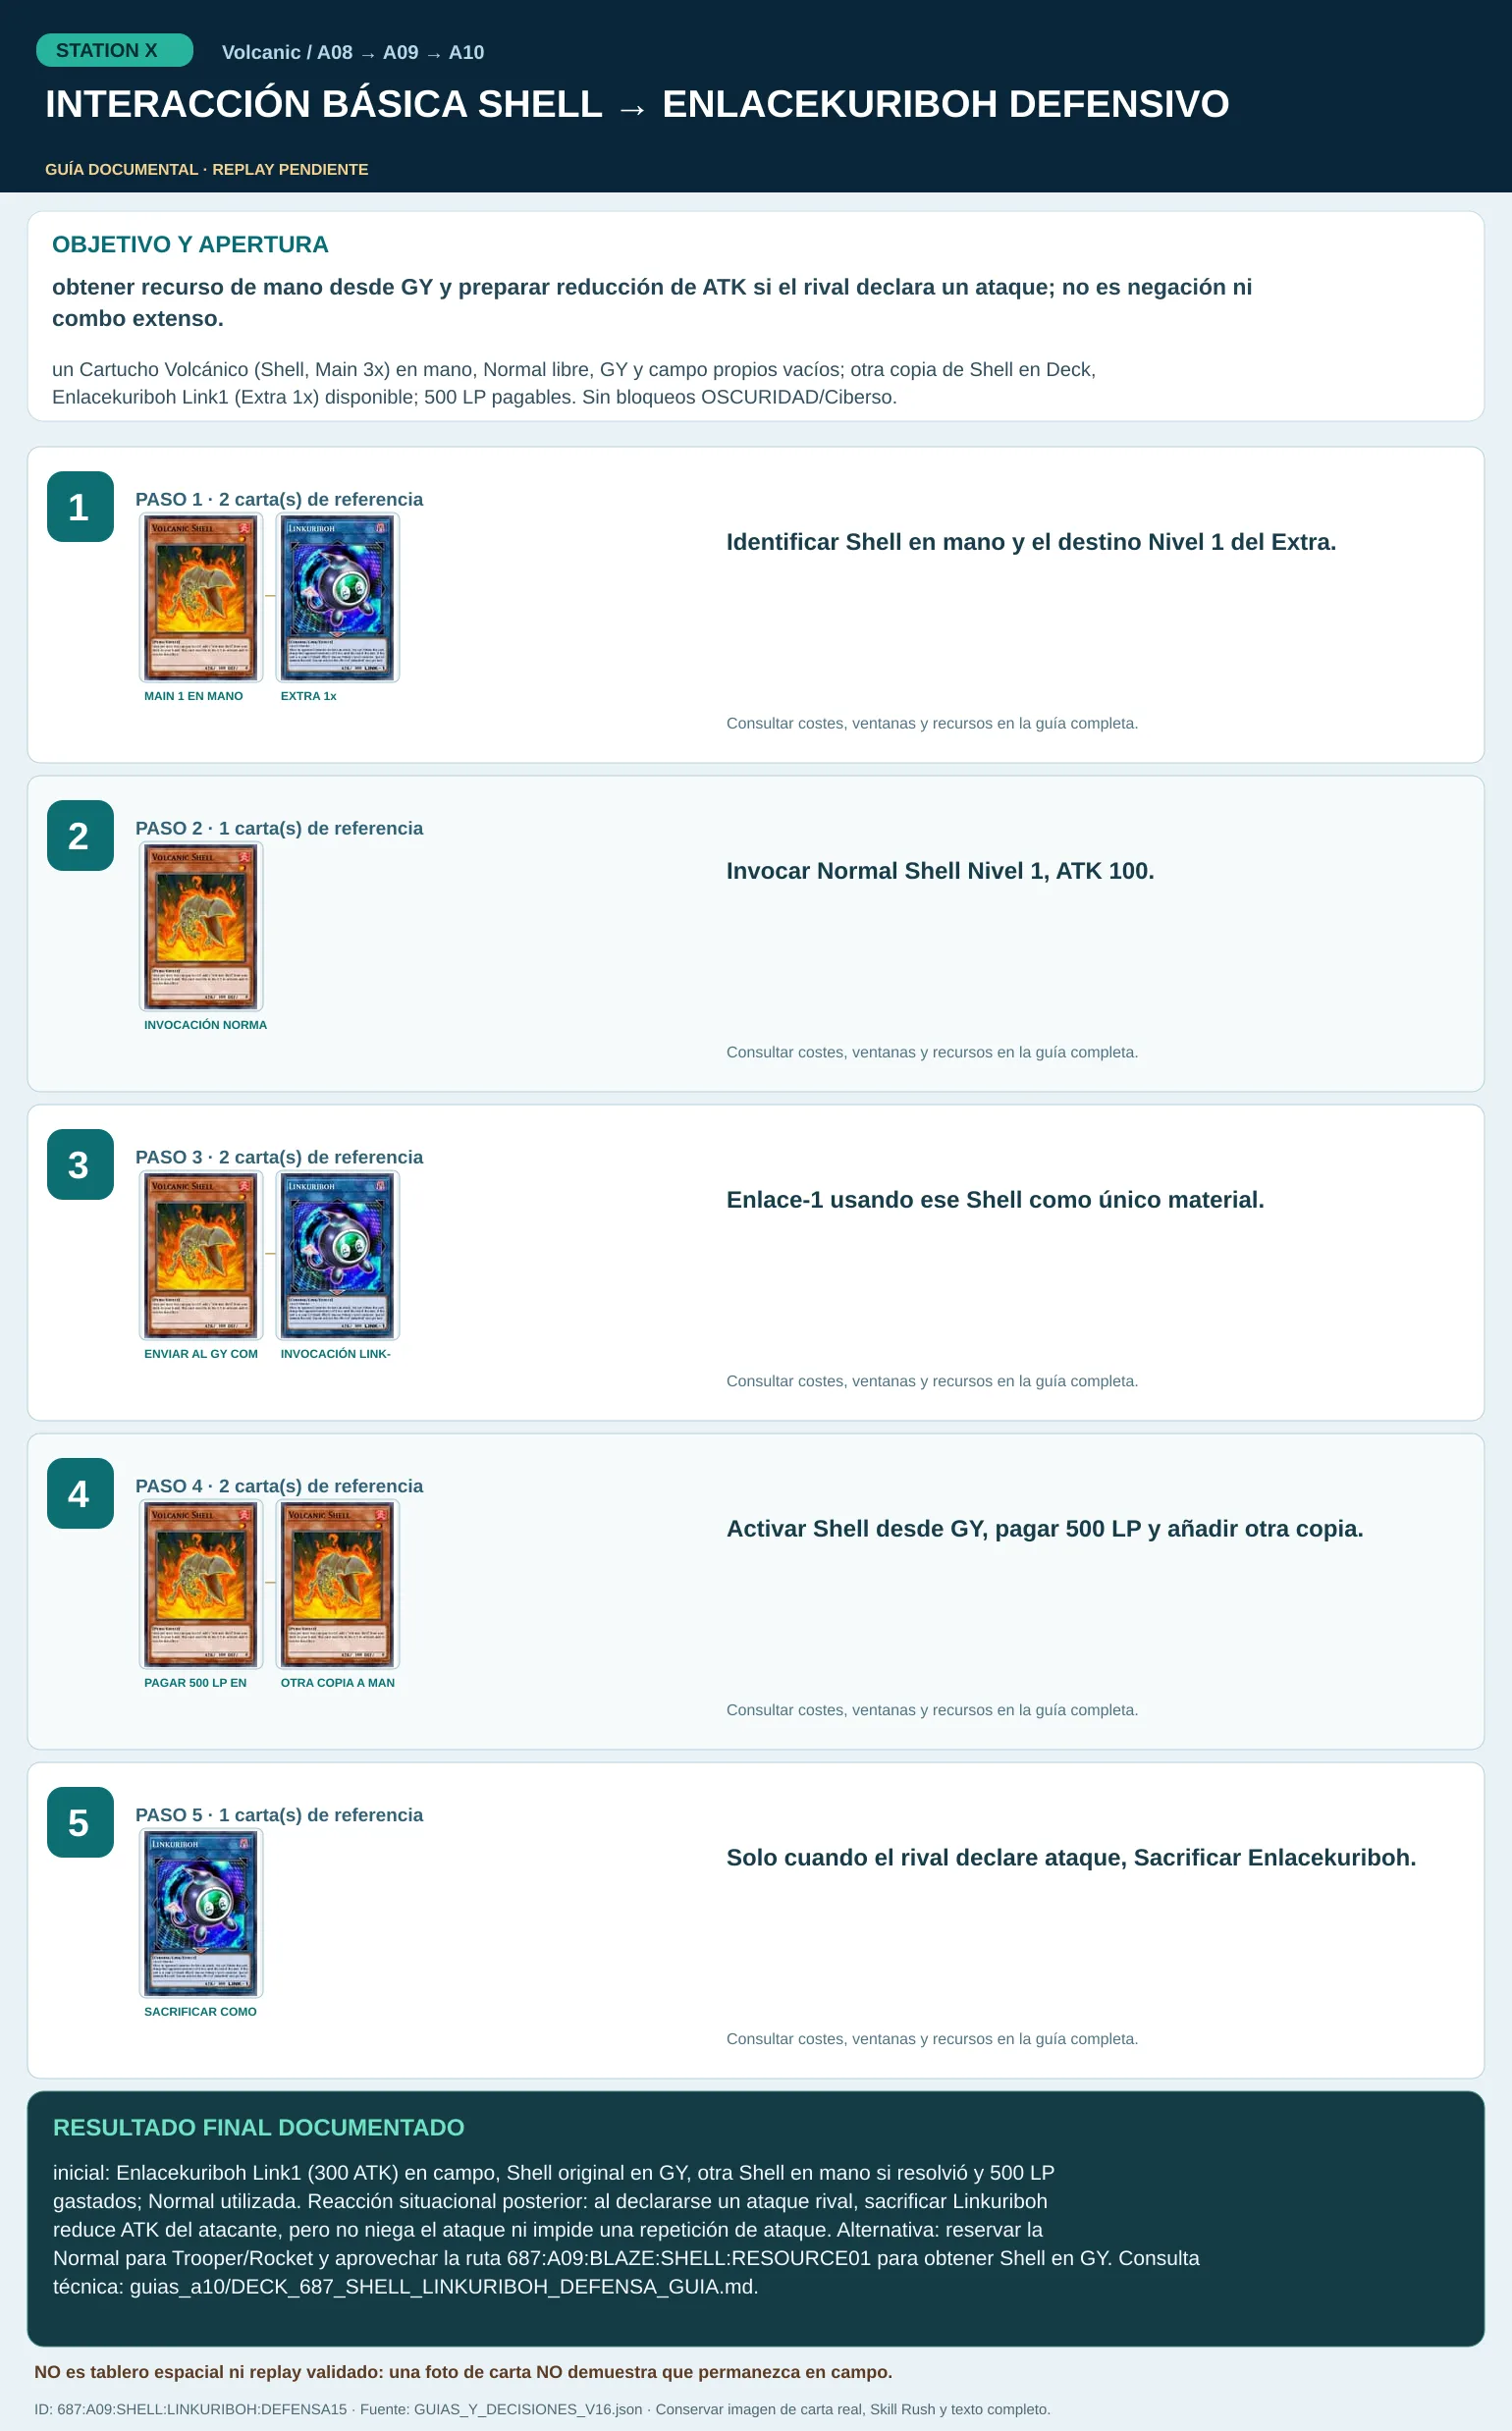 STATION X
Volcanic / A08 → A09 → A10
INTERACCIÓN BÁSICA SHELL → ENLACEKURIBOH DEFENSIVO
GUÍA DOCUMENTAL · REPLAY PENDIENTE
OBJETIVO Y APERTURA
obtener recurso de mano desde GY y preparar reducción de ATK si el rival declara un ataque; no es negación ni
combo extenso.
un Cartucho Volcánico (Shell, Main 3x) en mano, Normal libre, GY y campo propios vacíos; otra copia de Shell en Deck,
Enlacekuriboh Link1 (Extra 1x) disponible; 500 LP pagables. Sin bloqueos OSCURIDAD/Ciberso.
1
PASO 1 · 2 carta(s) de referencia
VOLCANIC SHELL
LINKURIBOH
MAIN 1 EN MANO
EXTRA 1x
Identificar Shell en mano y el destino Nivel 1 del Extra.
Consultar costes, ventanas y recursos en la guía completa.
2
PASO 2 · 1 carta(s) de referencia
VOLCANIC SHELL
INVOCACIÓN NORMA
Invocar Normal Shell Nivel 1, ATK 100.
Consultar costes, ventanas y recursos en la guía completa.
3
PASO 3 · 2 carta(s) de referencia
VOLCANIC SHELL
LINKURIBOH
ENVIAR AL GY COM
INVOCACIÓN LINK-
Enlace-1 usando ese Shell como único material.
Consultar costes, ventanas y recursos en la guía completa.
4
PASO 4 · 2 carta(s) de referencia
VOLCANIC SHELL
VOLCANIC SHELL
PAGAR 500 LP EN
OTRA COPIA A MAN
Activar Shell desde GY, pagar 500 LP y añadir otra copia.
Consultar costes, ventanas y recursos en la guía completa.
5
PASO 5 · 1 carta(s) de referencia
LINKURIBOH
SACRIFICAR COMO
Solo cuando el rival declare ataque, Sacrificar Enlacekuriboh.
Consultar costes, ventanas y recursos en la guía completa.
RESULTADO FINAL DOCUMENTADO
inicial: Enlacekuriboh Link1 (300 ATK) en campo, Shell original en GY, otra Shell en mano si resolvió y 500 LP
gastados; Normal utilizada. Reacción situacional posterior: al declararse un ataque rival, sacrificar Linkuriboh
reduce ATK del atacante, pero no niega el ataque ni impide una repetición de ataque. Alternativa: reservar la
Normal para Trooper/Rocket y aprovechar la ruta 687:A09:BLAZE:SHELL:RESOURCE01 para obtener Shell en GY. Consulta
técnica: guias_a10/DECK_687_SHELL_LINKURIBOH_DEFENSA_GUIA.md.
NO es tablero espacial ni replay validado: una foto de carta NO demuestra que permanezca en campo.
ID: 687:A09:SHELL:LINKURIBOH:DEFENSA15 · Fuente: GUIAS_Y_DECISIONES_V16.json · Conservar imagen de carta real, Skill Rush y texto completo.